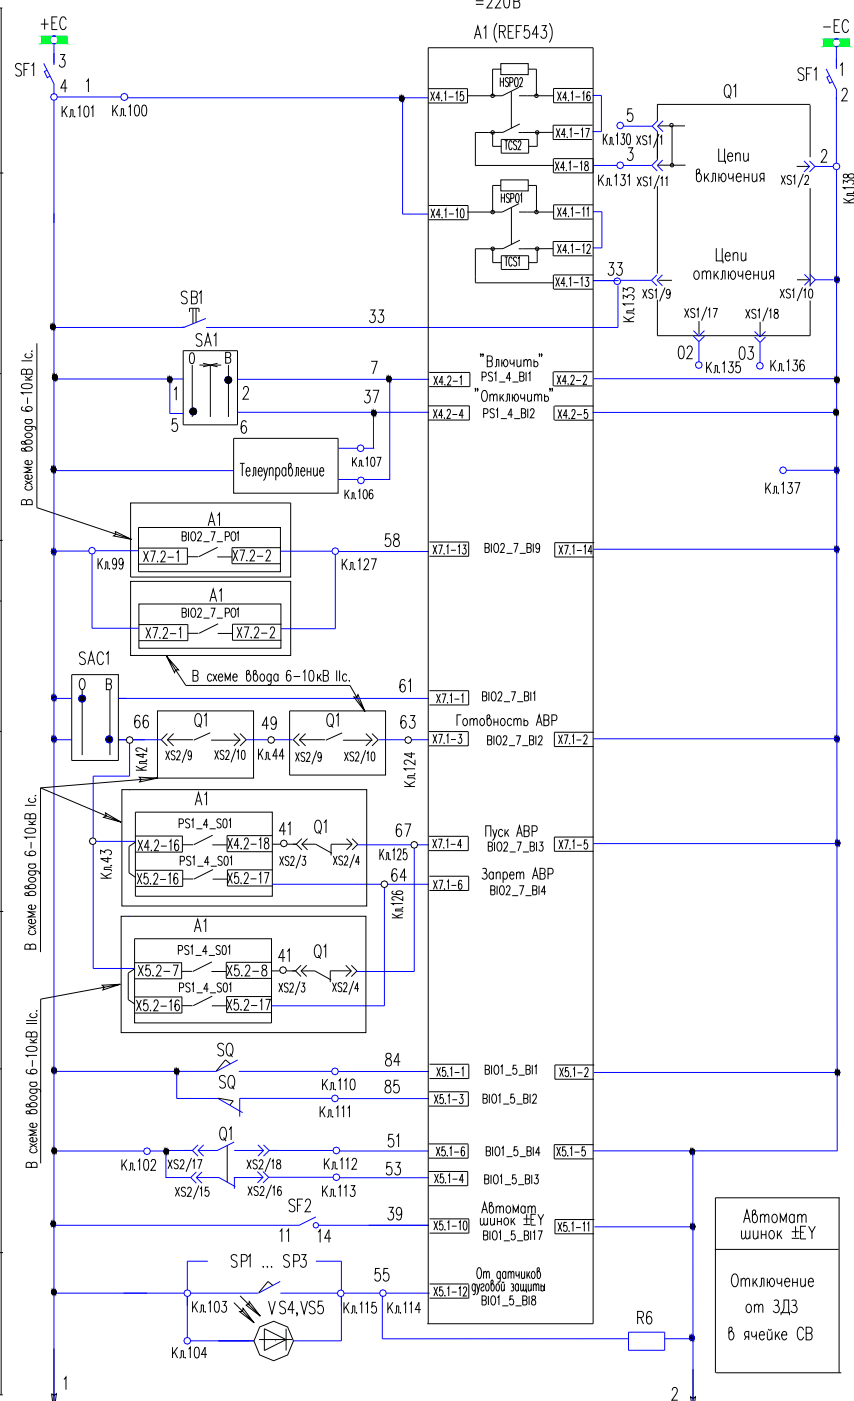 =220В
+EC
A1 (REF543)
-EC
SF1
3
4
1
Кл.101
Кл.100
SF1
1
2
X4.1-15
HSPO2
X4.1-16
X4.1-17
TCS2
X4.1-18
5
Кл.130
XS1/1
3
Кл.131
XS1/11
Q1
Цепи
включения
2
XS1/2
Кл.138
X4.1-10
HSPO1
X4.1-11
X4.1-12
TCS1
X4.1-13
33
Кл.133
XS1/9
Цепи
отключения
XS1/10
XS1/17
XS1/18
02
Кл.135
03
Кл.136
SB1
33
SA1
0
В
1
2
5
6
7
37
"Влючить"
X4.2-1
PS1_4_BI1
X4.2-2
"Отключить"
X4.2-4
PS1_4_BI2
X4.2-5
Телеуправление
Кл.107
Кл.106
Кл.137
В схеме ввода 6-10кВ Iс.
A1
BIO2_7_PO1
X7.2-1
X7.2-2
Кл.99
Кл.127
58
X7.1-13
BIO2_7_BI9
X7.1-14
A1
BIO2_7_PO1
X7.2-1
X7.2-2
В схеме ввода 6-10кВ IIс.
SAC1
0
В
61
X7.1-1
BIO2_7_BI1
66
Кл.42
Q1
XS2/9
XS2/10
49
Кл.44
Q1
XS2/9
XS2/10
63
Кл.124
Готовность АВР
X7.1-3
BIO2_7_BI2
X7.1-2
В схеме ввода 6-10кВ Iс.
Кл.43
A1
PS1_4_SO1
X4.2-16
X4.2-18
41
XS2/3
Q1
XS2/4
67
Кл.125
Пуск АВР
X7.1-4
BIO2_7_BI3
X7.1-5
PS1_4_SO1
X5.2-16
X5.2-17
64
Кл.126
Запрет АВР
X7.1-6
BIO2_7_BI4
A1
PS1_4_SO1
X5.2-7
X5.2-8
41
XS2/3
Q1
XS2/4
PS1_4_SO1
X5.2-16
X5.2-17
В схеме ввода 6-10кВ IIс.
SQ
84
Кл.110
X5.1-1
BIO1_5_BI1
X5.1-2
SQ
85
Кл.111
X5.1-3
BIO1_5_BI2
Кл.102
Q1
XS2/17
XS2/18
51
Кл.112
X5.1-6
BIO1_5_BI4
X5.1-5
XS2/15
XS2/16
53
Кл.113
X5.1-4
BIO1_5_BI3
SF2
11
14
39
Автомат
шинок ±EY
X5.1-10
BIO1_5_BI17
X5.1-11
SP1 ... SP3
Кл.103
VS4,VS5
Кл.104
Кл.115
55
Кл.114
От датчиков
дуговой защиты
X5.1-12
BIO1_5_BI8
R6
Автомат
шинок ±EY
Отключение
от ЗДЗ
в ячейке СВ
1
2